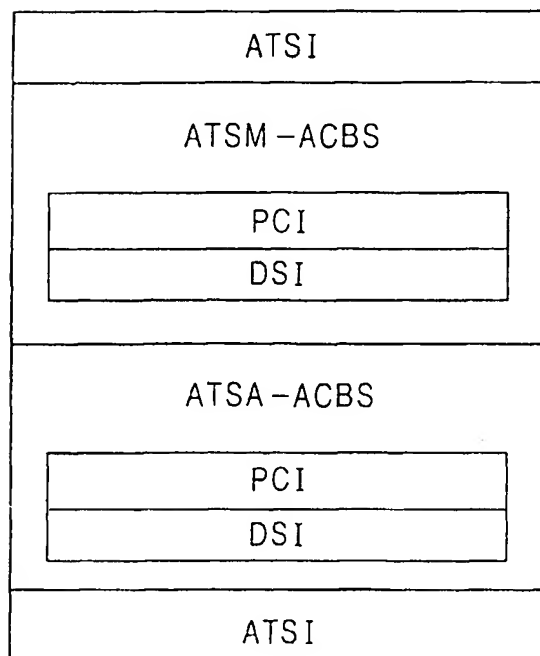 ATSI
ATSM-ACBS
PCI
DSI
ATSA-ACBS
PCI
DSI
ATSI